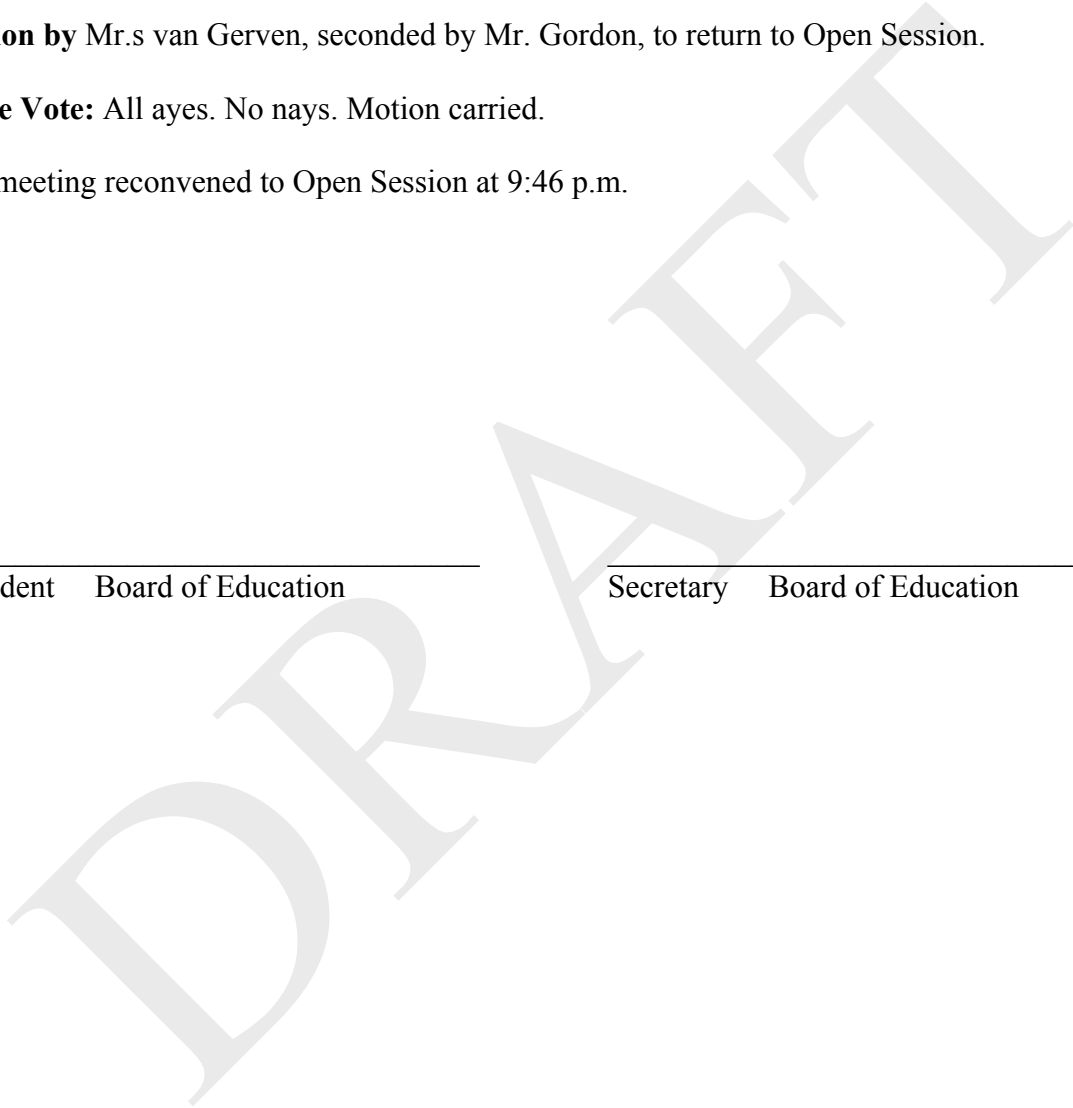 on by Mr.s van Gerven, seconded by Mr. Gordon, to return to Open Session.
e Vote: All ayes. No nays. Motion carried.
meeting reconvened to Open Session at 9:46 p.m.
dent Board of Education Secretary Board of Education
DRAFT